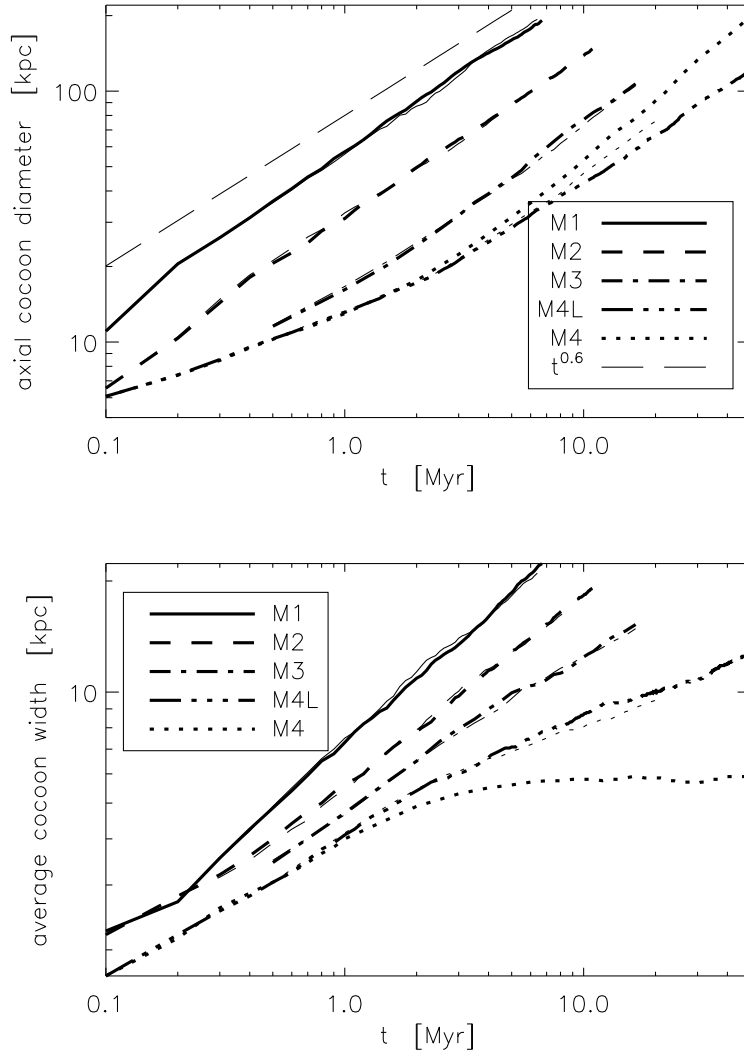 axial cocoon diameter [kpc]
100
10
M1
M2
M3
M4L
M4
t^0.6
0.1
1.0
10.0
t [Myr]
average cocoon width [kpc]
10
M1
M2
M3
M4L
M4
0.1
1.0
10.0
t [Myr]